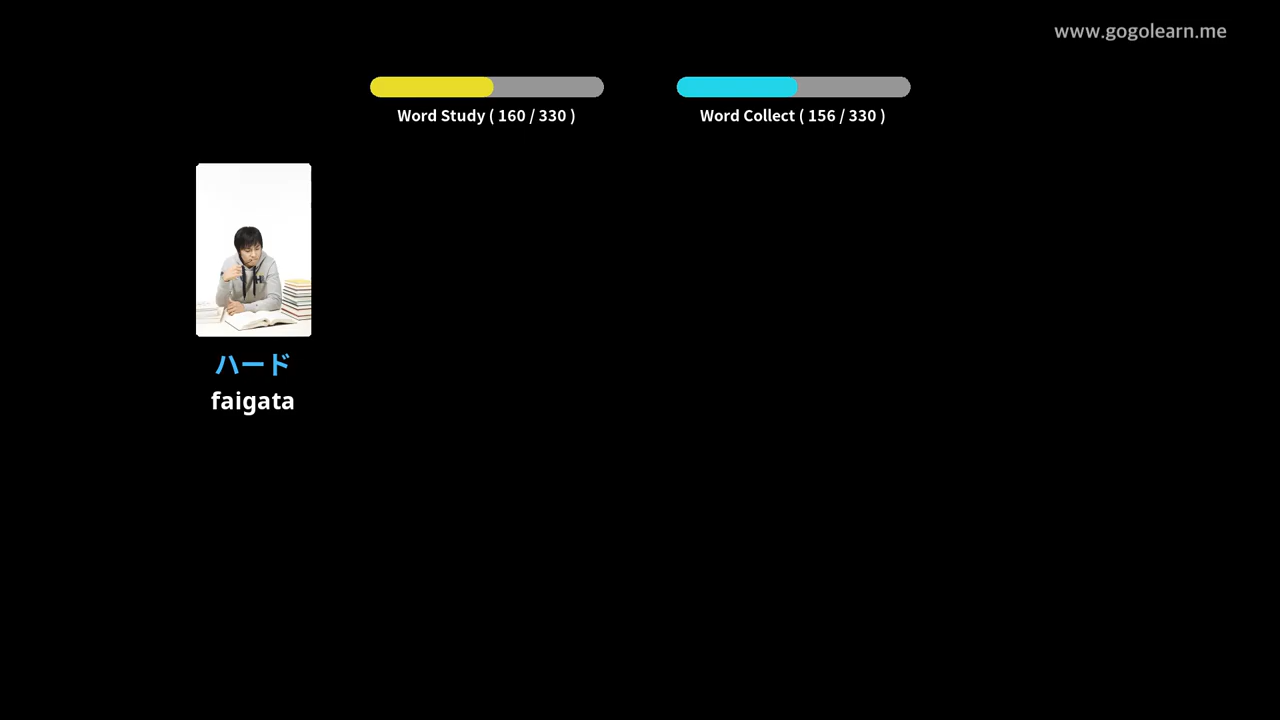 www.gogolearn.me
Word Study ( 160 / 330 )
Word Collect ( 156 / 330 )
ハード
faigata